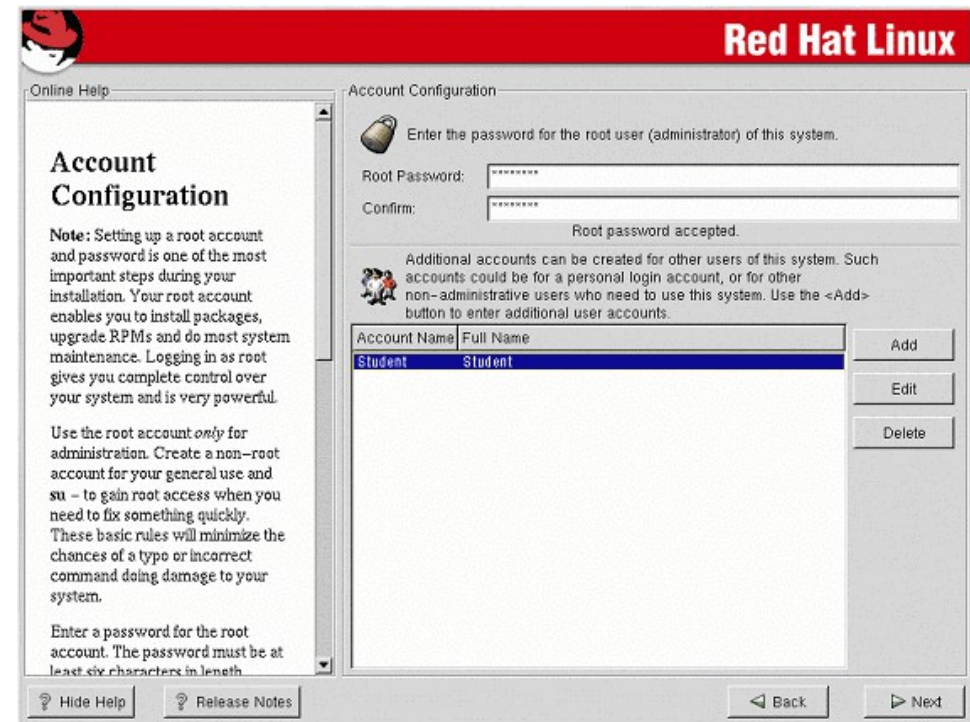 Red Hat Linux
Online Help
Account
Configuration
Note: Setting up a root account
and password is one of the most
important steps during your
installation. Your root account
enables you to install packages,
upgrade RPMs and do most system
maintenance. Logging in as root
gives you complete control over
your system and is very powerful.
Use the root account only for
administration. Create a non-root
account for your general use and
su - to gain root access when you
need to fix something quickly.
These basic rules will minimize the
chances of a typo or incorrect
command doing damage to your
system.
Enter a password for the root
account. The password must be at
least six characters in length.
Account Configuration
Enter the password for the root user (administrator) of this system.
Root Password: ********
Confirm: ********
Root password accepted.
Additional accounts can be created for other users of this system. Such
accounts could be for a personal login account, or for other
non-administrative users who need to use this system. Use the <Add>
button to enter additional user accounts.
Account Name Full Name
Student Student
Add
Edit
Delete
Hide Help Release Notes Back Next